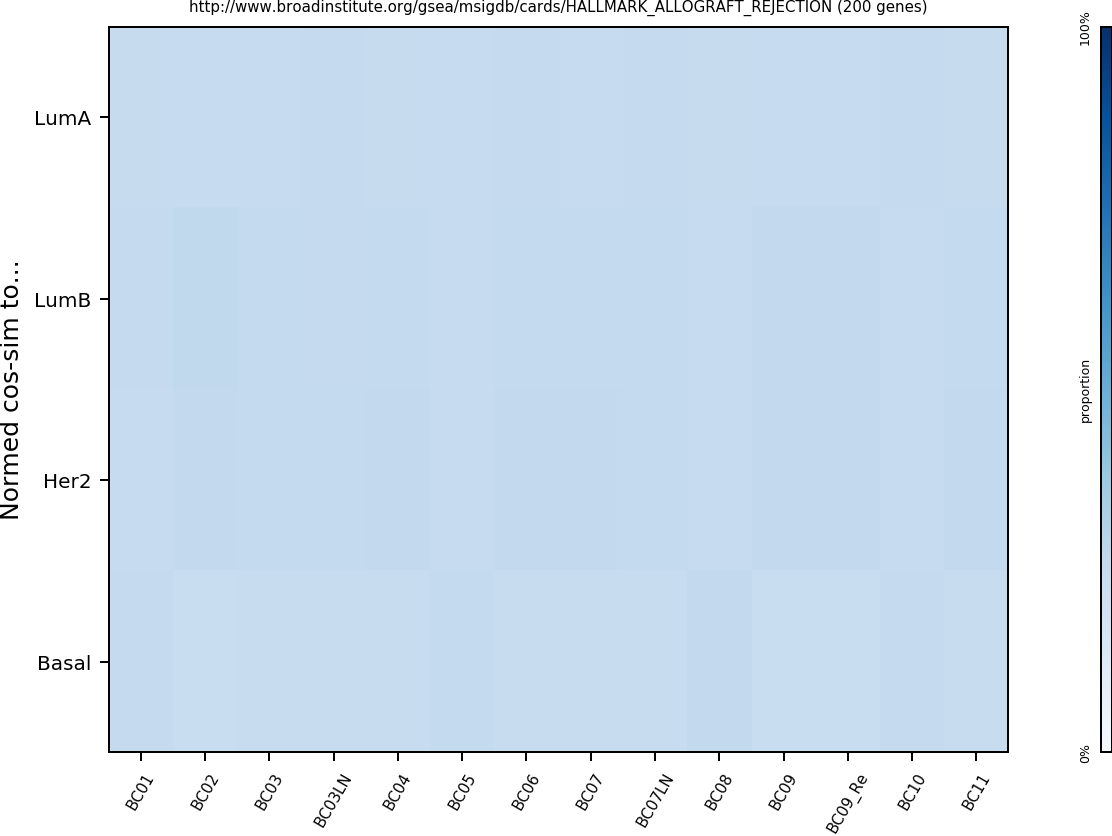 http://www.broadinstitute.org/gsea/msigdb/cards/HALLMARK_ALLOGRAFT_REJECTION (200 genes)
Normed cos-sim to...
LumA
LumB
Her2
Basal
BC01
BC02
BC03
BC03LN
BC04
BC05
BC06
BC07
BC07LN
BC08
BC09
BC09_Re
BC10
BC11
100%
proportion
0%